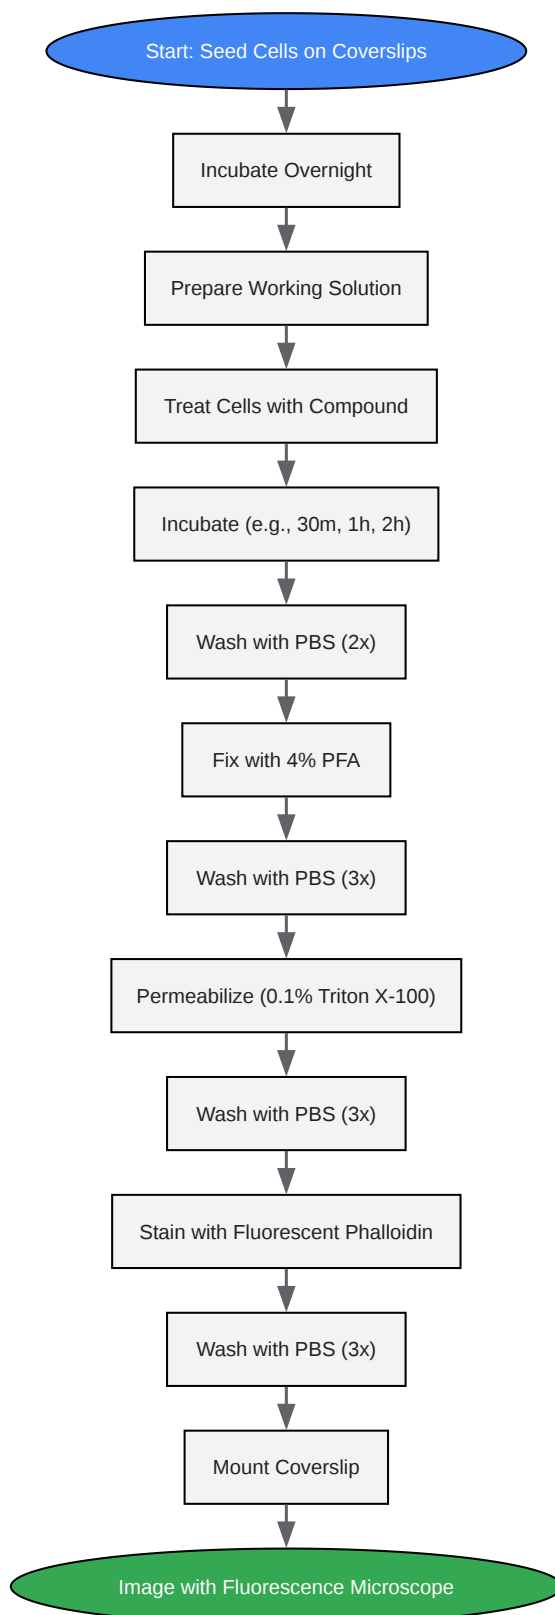 Start: Seed Cells on Coverslips
Incubate Overnight
Prepare Working Solution
Treat Cells with Compound
Incubate (e.g., 30m, 1h, 2h)
Wash with PBS (2x)
Fix with 4% PFA
Wash with PBS (3x)
Permeabilize (0.1% Triton X-100)
Wash with PBS (3x)
Stain with Fluorescent Phalloidin
Wash with PBS (3x)
Mount Coverslip
Image with Fluorescence Microscope